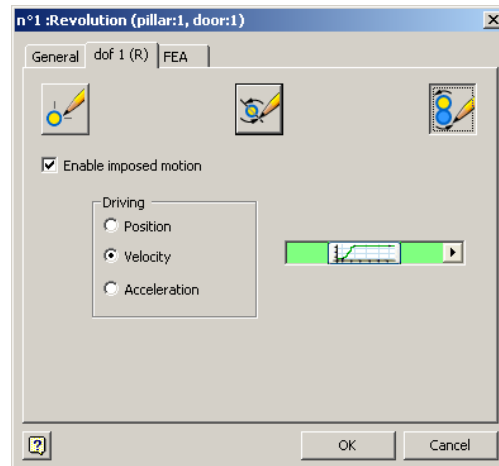 n°1 :Revolution (pillar:1, door:1)
General dof 1 (R) FEA
Enable imposed motion
Driving
Position
Velocity
Acceleration
OK Cancel